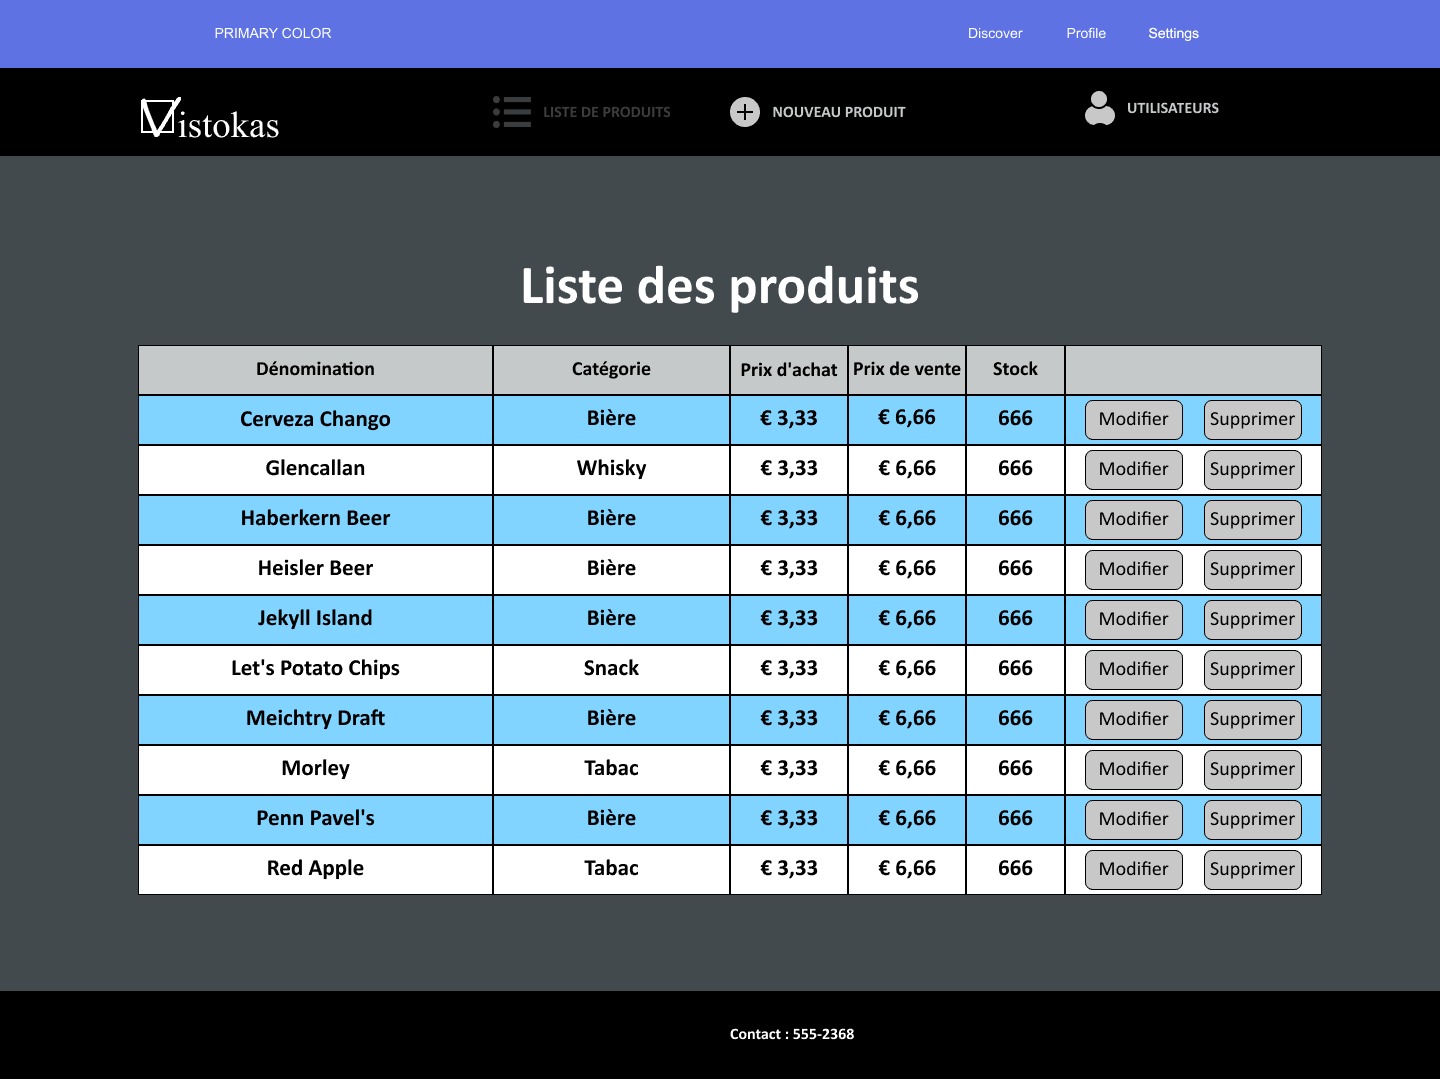 PRIMARY COLOR Discover Profile Settings
Vistokas LISTE DE PRODUITS NOUVEAU PRODUIT UTILISATEURS
Liste des produits
Dénomination Catégorie Prix d'achat Prix de vente Stock
Cerveza Chango Bière € 3,33 € 6,66 666 Modifier Supprimer
Glencallan Whisky € 3,33 € 6,66 666 Modifier Supprimer
Haberkern Beer Bière € 3,33 € 6,66 666 Modifier Supprimer
Heisler Beer Bière € 3,33 € 6,66 666 Modifier Supprimer
Jekyll Island Bière € 3,33 € 6,66 666 Modifier Supprimer
Let's Potato Chips Snack € 3,33 € 6,66 666 Modifier Supprimer
Meichtry Draft Bière € 3,33 € 6,66 666 Modifier Supprimer
Morley Tabac € 3,33 € 6,66 666 Modifier Supprimer
Penn Pavel's Bière € 3,33 € 6,66 666 Modifier Supprimer
Red Apple Tabac € 3,33 € 6,66 666 Modifier Supprimer
Contact : 555-2368